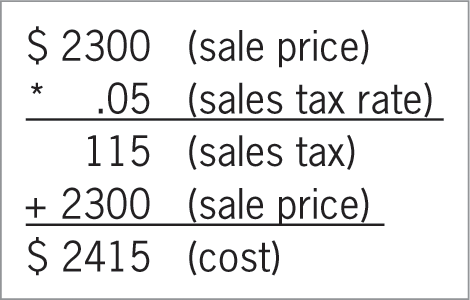 $ 2300 (sale price)
* .05 (sales tax rate)
115 (sales tax)
+ 2300 (sale price)
$ 2415 (cost)